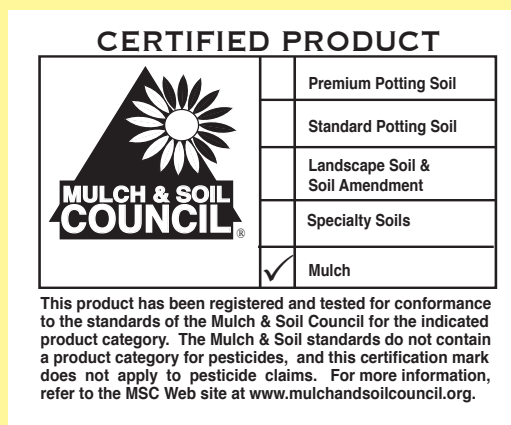 CERTIFIED PRODUCT
MULCH & SOIL
COUNCIL®
Premium Potting Soil
Standard Potting Soil
Landscape Soil &
Soil Amendment
Specialty Soils
✓ Mulch
This product has been registered and tested for conformance
to the standards of the Mulch & Soil Council for the indicated
product category. The Mulch & Soil standards do not contain
a product category for pesticides, and this certification mark
does not apply to pesticide claims. For more information,
refer to the MSC Web site at www.mulchandsoilcouncil.org.